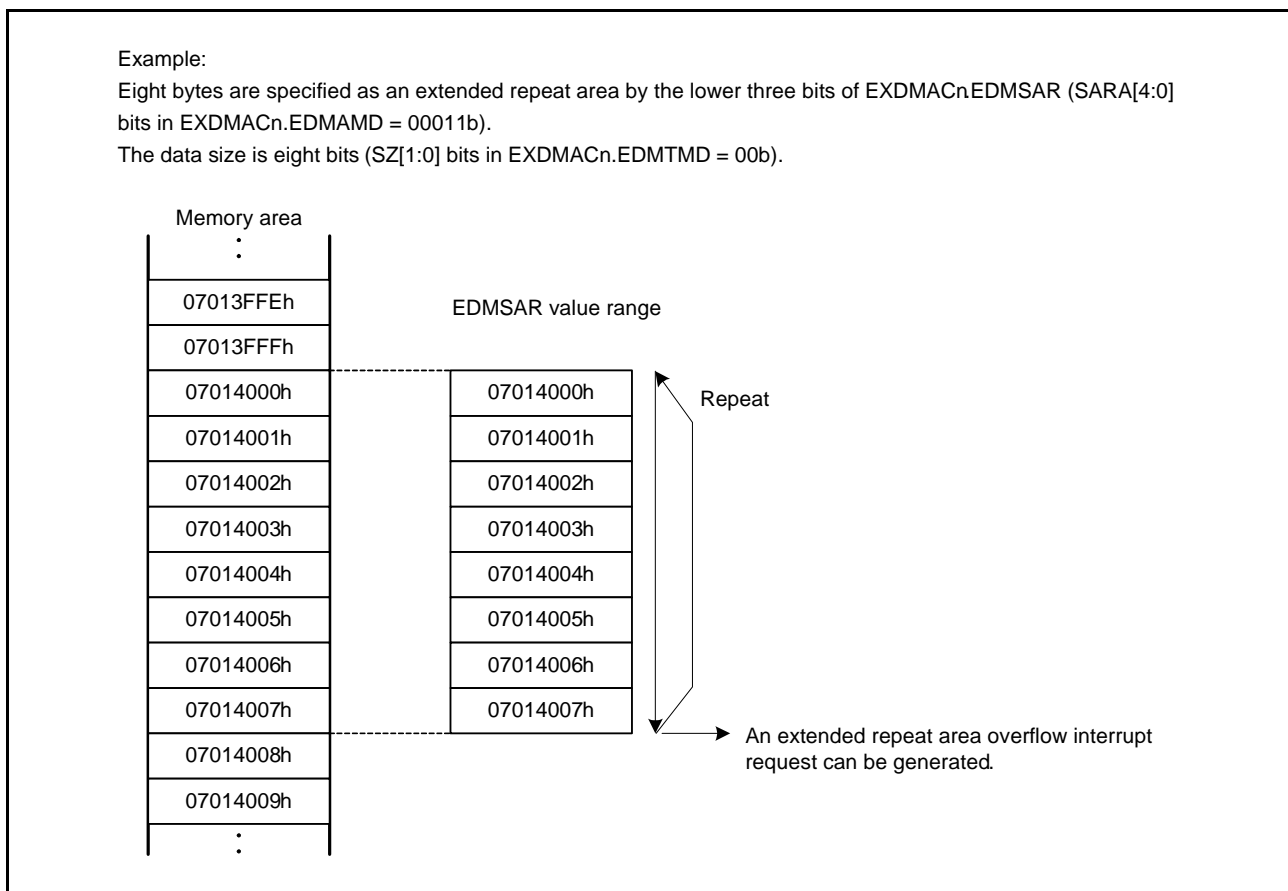 Example:
Eight bytes are specified as an extended repeat area by the lower three bits of EXDMACn.EDMSAR (SARA[4:0]
bits in EXDMACn.EDMAMD = 00011b).
The data size is eight bits (SZ[1:0] bits in EXDMACn.EDMTMD = 00b).
Memory area
07013FFEh
EDMSAR value range
07013FFFh
07014000h
07014000h
Repeat
07014001h
07014001h
07014002h
07014002h
07014003h
07014003h
07014004h
07014004h
07014005h
07014005h
07014006h
07014006h
07014007h
07014007h
An extended repeat area overflow interrupt
request can be generated.
07014008h
07014009h